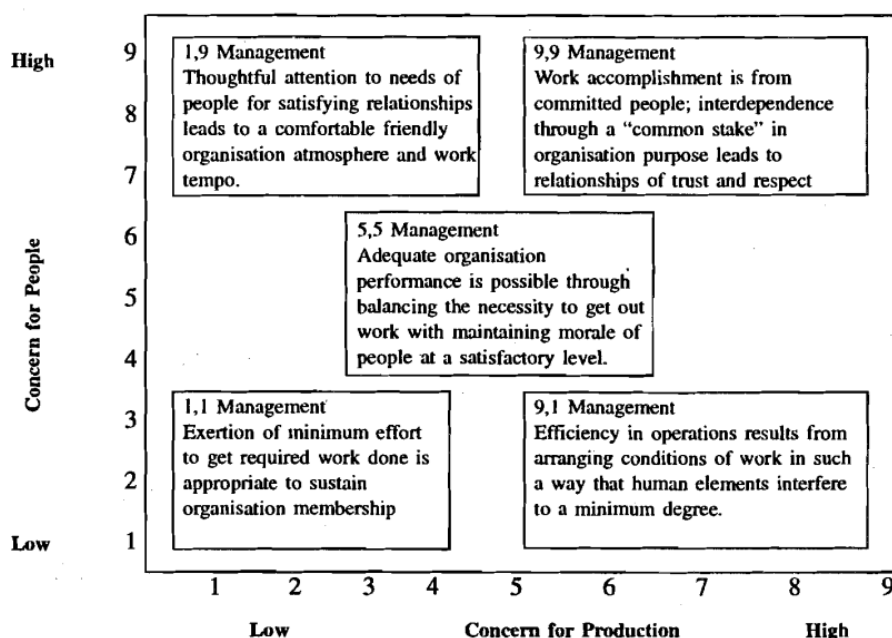 High
Low
Concern for People
9
8
7
6
5
4
3
2
1
1,9 Management
Thoughtful attention to needs of
people for satisfying relationships
leads to a comfortable friendly
organisation atmosphere and work
tempo.
9,9 Management
Work accomplishment is from
committed people; interdependence
through a “common stake” in
organisation purpose leads to
relationships of trust and respect
5,5 Management
Adequate organisation
performance is possible through
balancing the necessity to get out
work with maintaining morale of
people at a satisfactory level.
1,1 Management
Exertion of minimum effort
to get required work done is
appropriate to sustain
organisation membership
9,1 Management
Efficiency in operations results from
arranging conditions of work in such
a way that human elements interfere
to a minimum degree.
1 2 3 4 5 6 7 8 9
Low Concern for Production High